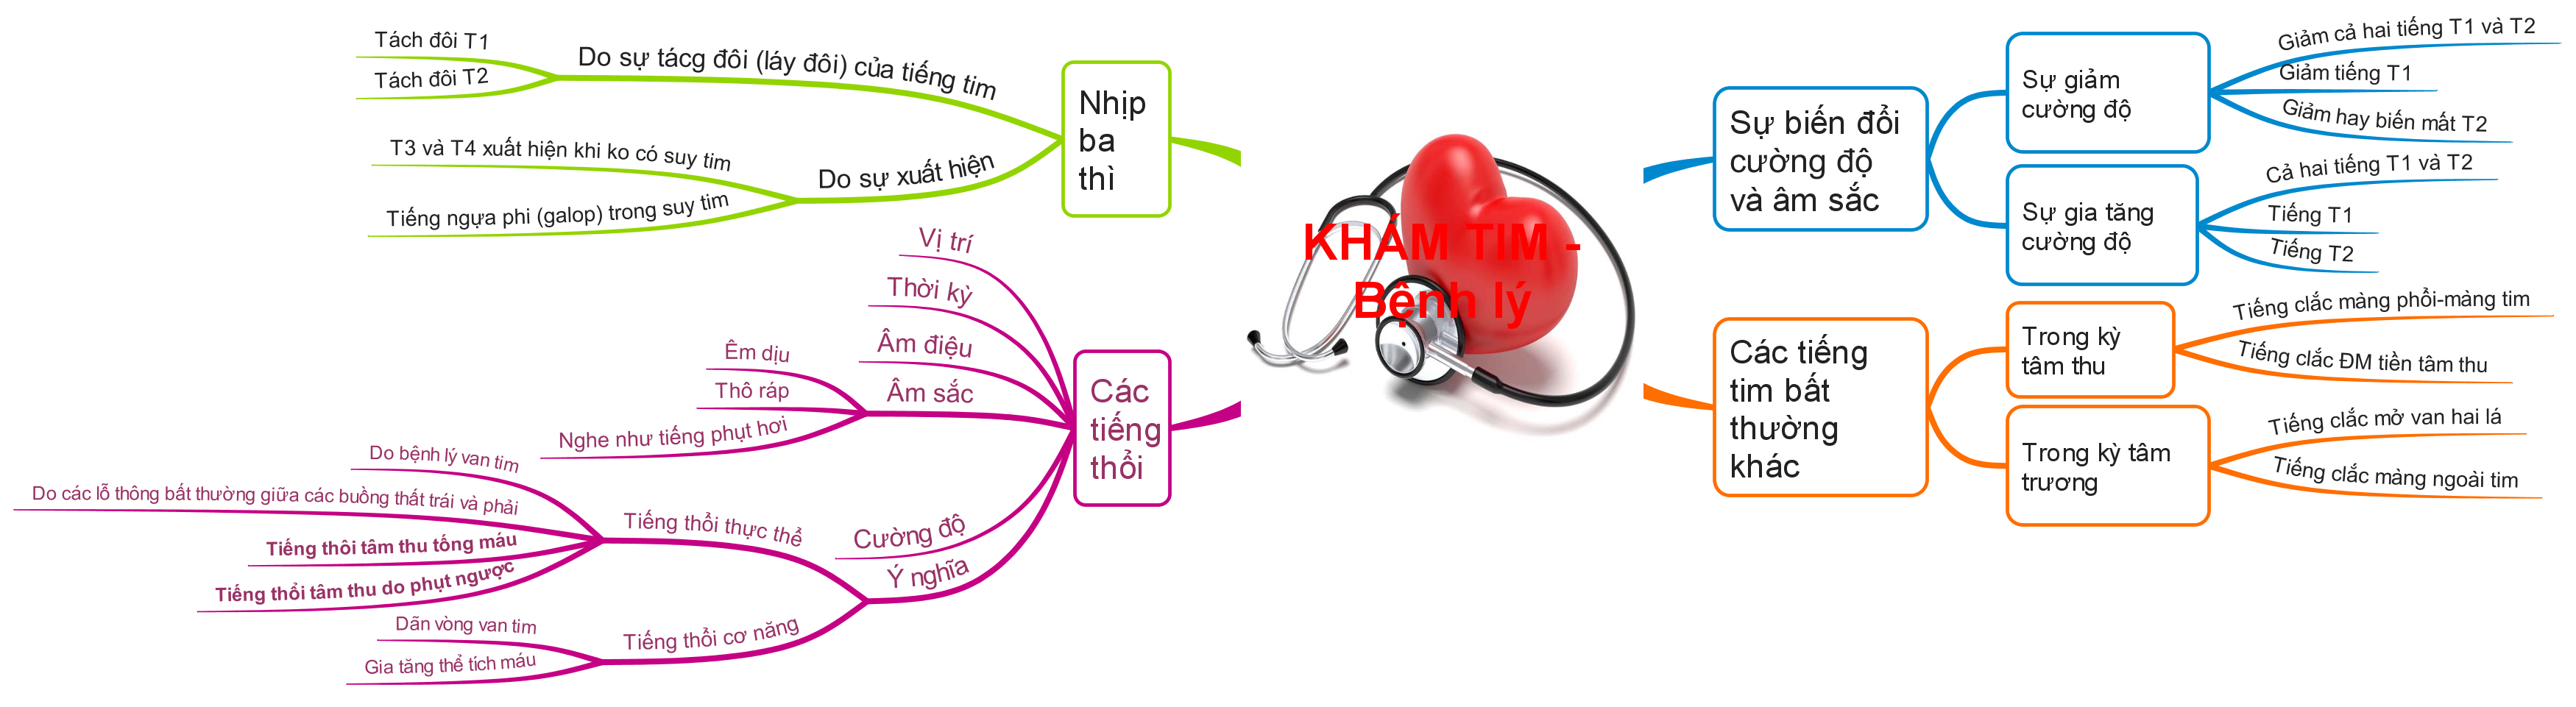 KHÁM TIM -
Bệnh lý
Sự biến đổi
cường độ
và âm sắc
Sự giảm
cường độ
Giảm cả hai tiếng T1 và T2
Giảm tiếng T1
Giảm hay biến mất T2
Sự gia tăng
cường độ
Cả hai tiếng T1 và T2
Tiếng T1
Tiếng T2
Các tiếng
tim bất
thường
khác
Trong kỳ
tâm thu
Tiếng clắc màng phổi-màng tim
Tiếng clắc ĐM tiền tâm thu
Trong kỳ tâm
trương
Tiếng clắc mở van hai lá
Tiếng clắc màng ngoài tim
Nhịp
ba
thì
Do sự tácg đôi (láy đôi) của tiếng tim
Tách đôi T1
Tách đôi T2
Do sự xuất hiện
T3 và T4 xuất hiện khi ko có suy tim
Tiếng ngựa phi (galop) trong suy tim
Các
tiếng
thổi
Vị trí
Thời kỳ
Âm điệu
Âm sắc
Êm dịu
Thô ráp
Nghe như tiếng phụt hơi
Cường độ
Ý nghĩa
Tiếng thổi thực thể
Do bệnh lý van tim
Do các lỗ thông bất thường giữa các buồng thất trái và phải
Tiếng thôi tâm thu tống máu
Tiếng thổi tâm thu do phụt ngược
Tiếng thổi cơ năng
Dãn vòng van tim
Gia tăng thể tích máu